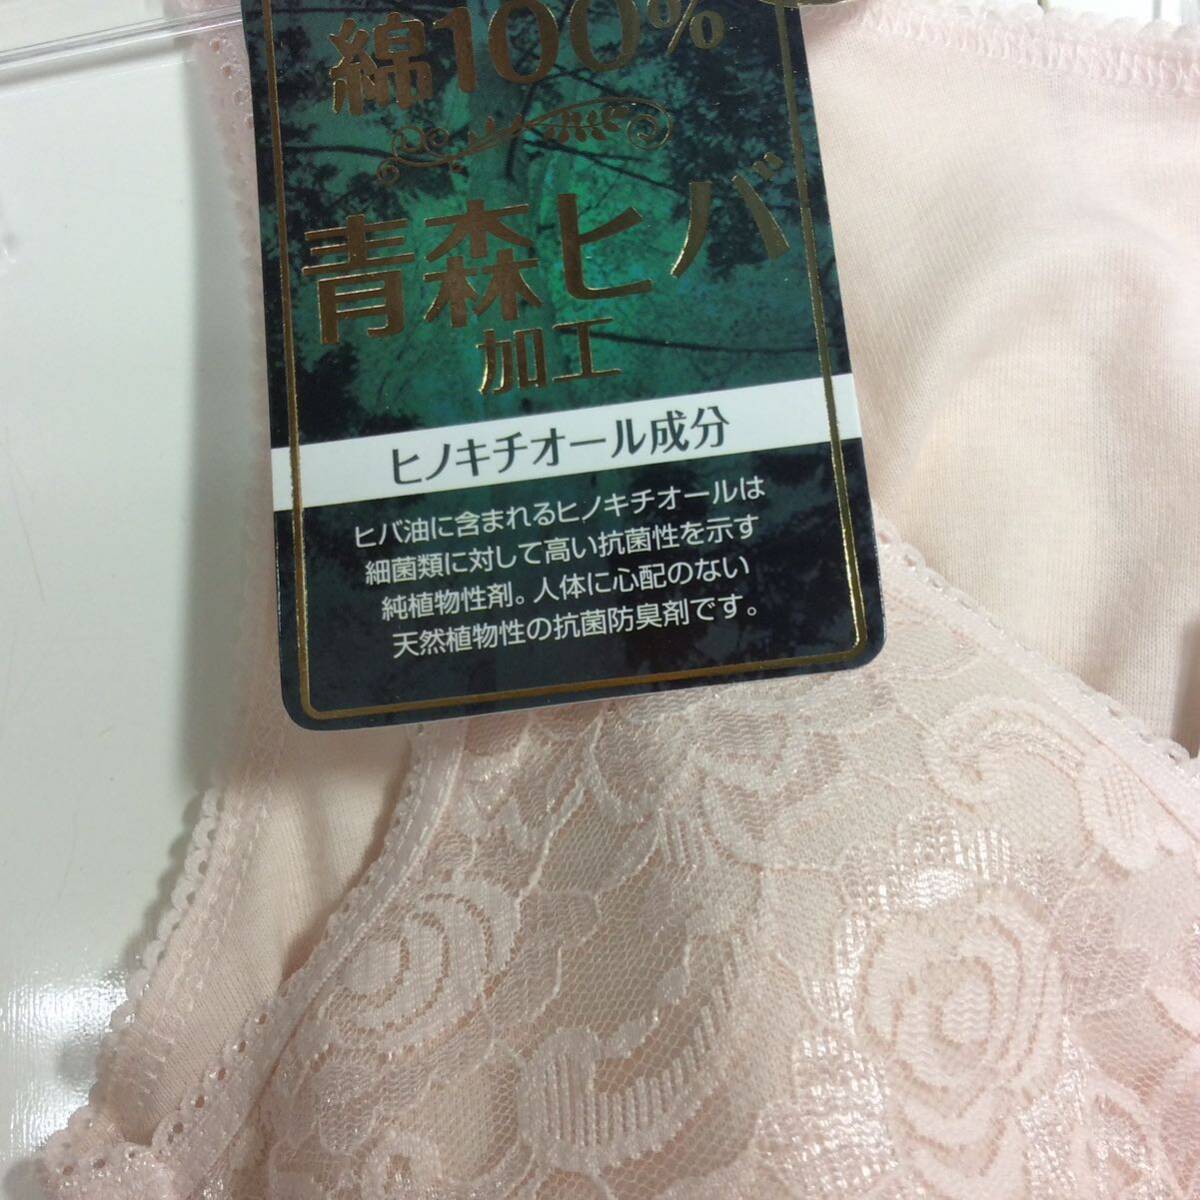 綿100%
青森ヒバ
加工
ヒノキチオール成分
ヒバ油に含まれるヒノキチオールは
細菌類に対して高い抗菌性を示す
純植物性剤。人体に心配のない
天然植物性の抗菌防臭剤です。